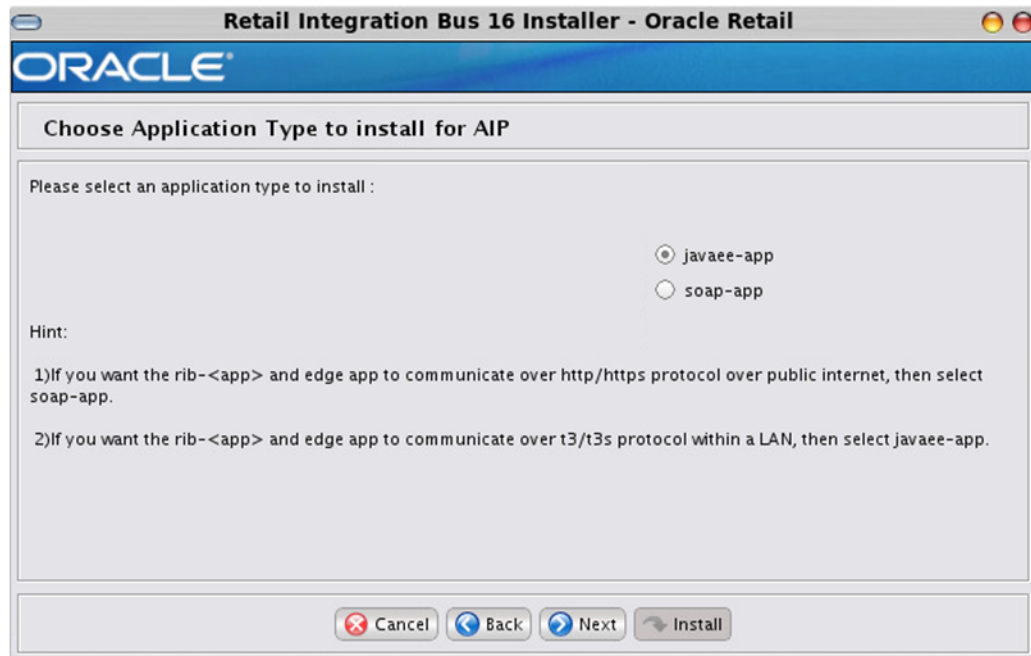 Retail Integration Bus 16 Installer - Oracle Retail
ORACLE®
Choose Application Type to install for AIP
Please select an application type to install :
javaee-app
soap-app
Hint:
1)If you want the rib-<app> and edge app to communicate over http/https protocol over public internet, then select
soap-app.
2)If you want the rib-<app> and edge app to communicate over t3/t3s protocol within a LAN, then select javaee-app.
Cancel Back Next Install